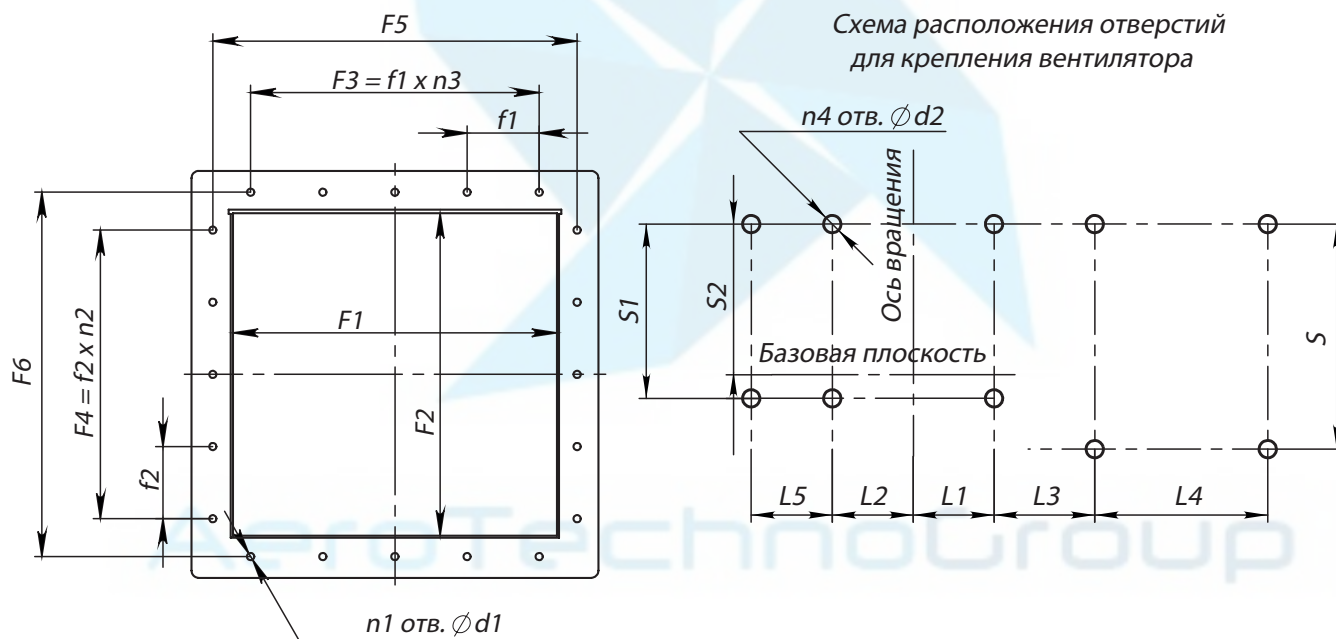 Схема расположения отверстий
для крепления вентилятора
F5
F3 = f1 x n3
f1
F6
F4 = f2 x n2
f2
F1
F2
n1 отв. ∅ d1
n4 отв. ∅ d2
Ось вращения
S1
S2
Базовая плоскость
S
L5
L2
L1
L3
L4
AeroTechnoGroup